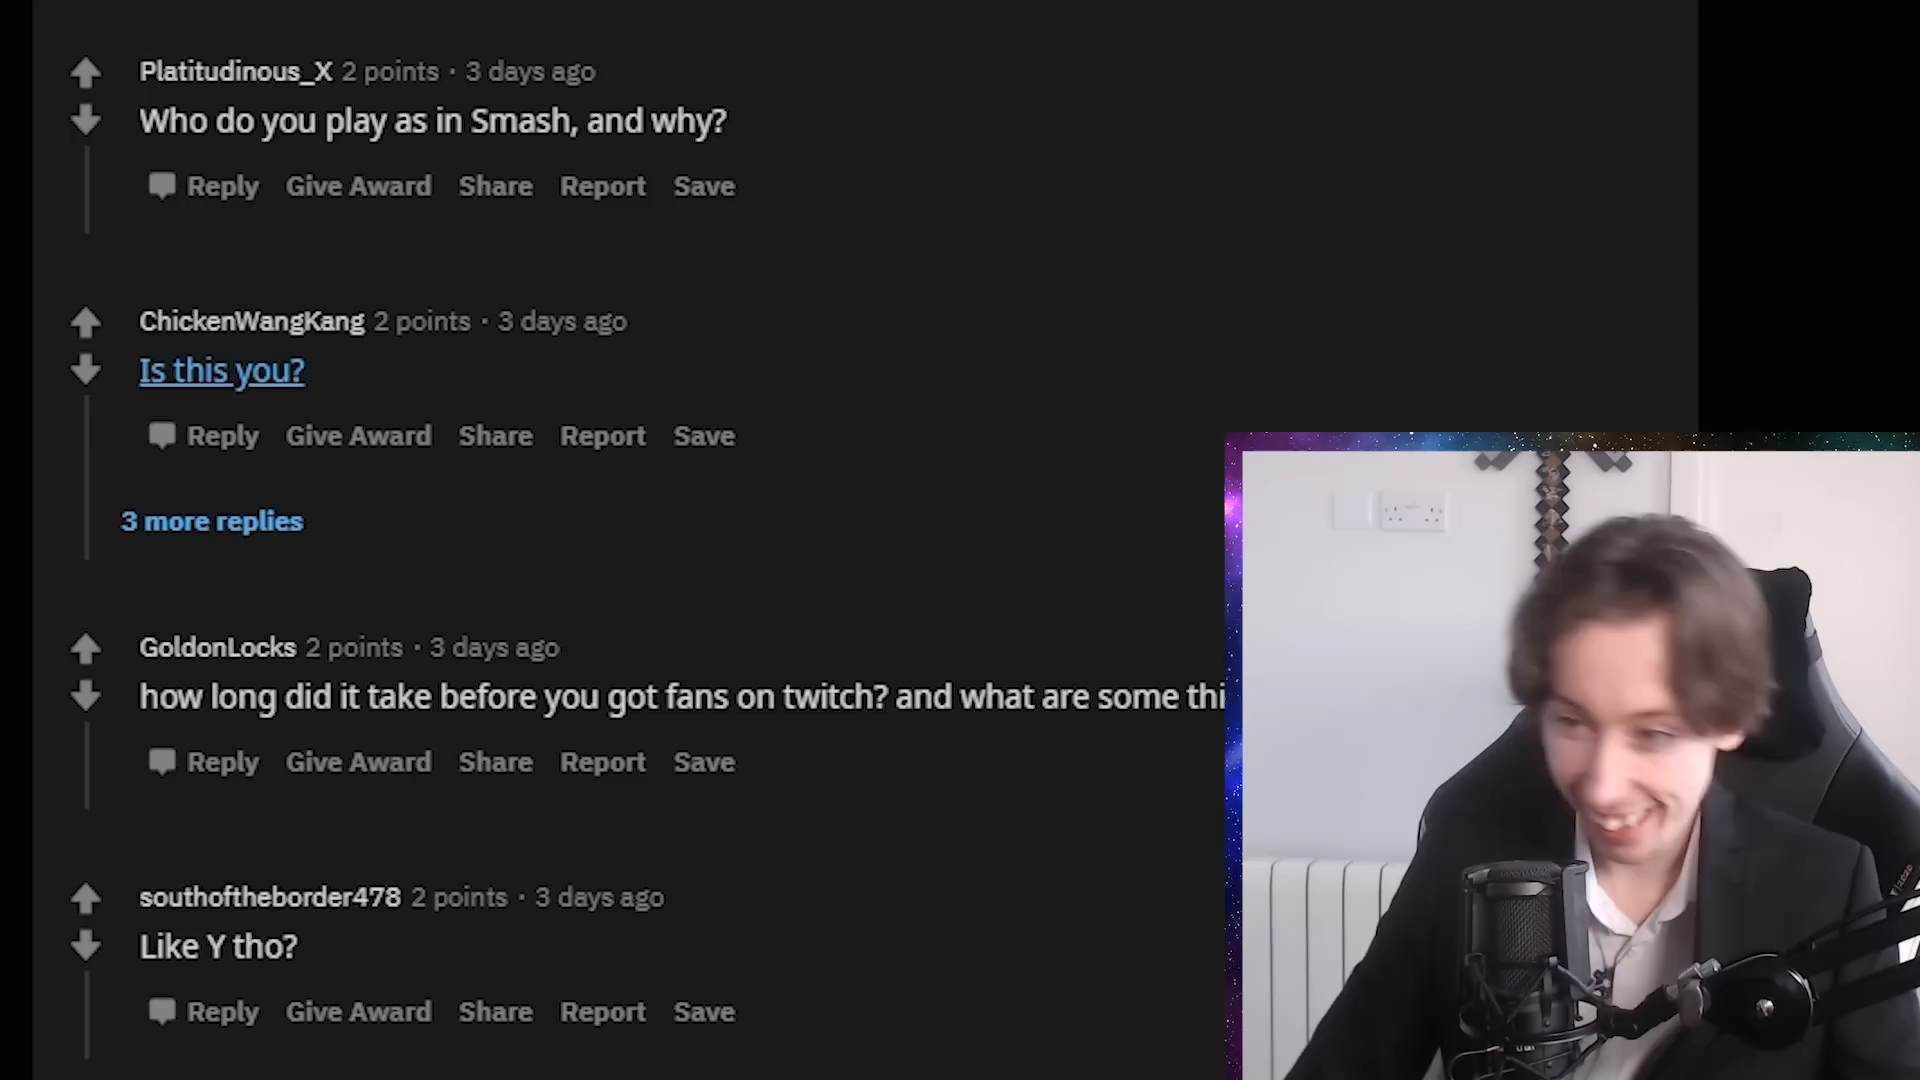 Platitudinous_X 2 points · 3 days ago
Who do you play as in Smash, and why?
Reply Give Award Share Report Save
ChickenWangKang 2 points · 3 days ago
Is this you?
Reply Give Award Share Report Save
3 more replies
GoldonLocks 2 points · 3 days ago
how long did it take before you got fans on twitch? and what are some
Reply Give Award Share Report Save
southoftheborder478 2 points · 3 days ago
Like Y tho?
Reply Give Award Share Report Save